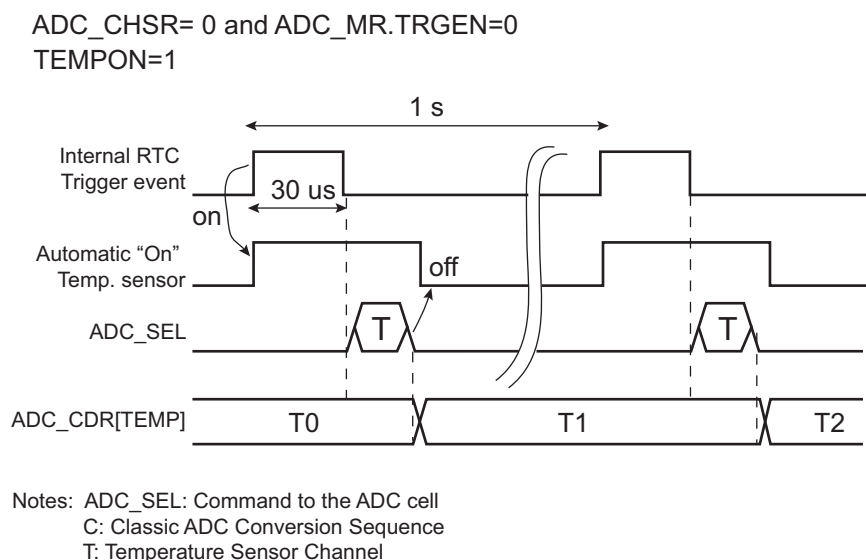 ADC_CHSR= 0 and ADC_MR.TRGEN=0
TEMPON=1
1 s
Internal RTC
Trigger event
30 us
on
Automatic “On”
Temp. sensor
off
ADC_SEL
T
T
ADC_CDR[TEMP]
T0
T1
T2
Notes: ADC_SEL: Command to the ADC cell
C: Classic ADC Conversion Sequence
T: Temperature Sensor Channel